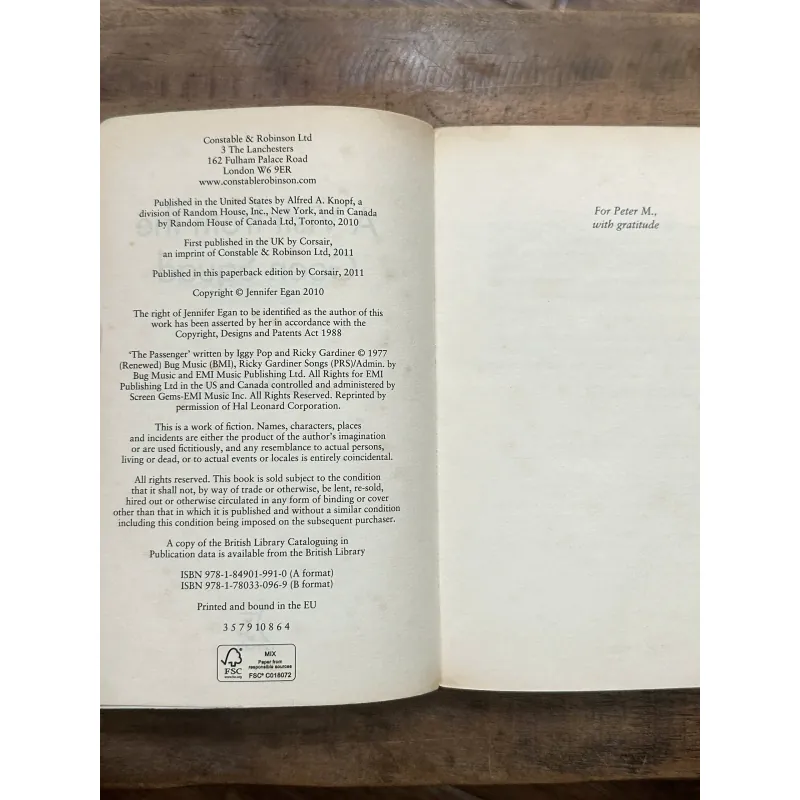 Constable & Robinson Ltd
3 The Lanchesters
162 Fulham Palace Road
London W6 9ER
www.constablerobinson.com
Published in the United States by Alfred A. Knopf, a
division of Random House, Inc., New York, and in Canada
by Random House of Canada Ltd, Toronto, 2010
First published in the UK by Corsair,
an imprint of Constable & Robinson Ltd, 2011
Published in this paperback edition by Corsair, 2011
Copyright © Jennifer Egan 2010
The right of Jennifer Egan to be identified as the author of this
work has been asserted by her in accordance with the
Copyright, Designs and Patents Act 1988
'The Passenger' written by Iggy Pop and Ricky Gardiner © 1977
(Renewed) Bug Music (BMI), Ricky Gardiner Songs (PRS)/Admin. by
Bug Music and EMI Music Publishing Ltd. All Rights for EMI
Publishing Ltd in the US and Canada controlled and administered by
Screen Gems-EMI Music Inc. All Rights Reserved. Reprinted by
permission of Hal Leonard Corporation.
This is a work of fiction. Names, characters, places
and incidents are either the product of the author's imagination
or are used fictitiously, and any resemblance to actual persons,
living or dead, or to actual events or locales is entirely coincidental.
All rights reserved. This book is sold subject to the condition
that it shall not, by way of trade or otherwise, be lent, re-sold,
hired out or otherwise circulated in any form of binding or cover
other than that in which it is published and without a similar condition
including this condition being imposed on the subsequent purchaser.
A copy of the British Library Cataloguing in
Publication data is available from the British Library
ISBN 978-1-84901-991-0 (A format)
ISBN 978-1-78033-096-9 (B format)
Printed and bound in the EU
3 5 7 9 10 8 6 4
FSC
www.fsc.org
MIX
Paper from
responsible sources
FSC® C018072
For Peter M.,
with gratitude